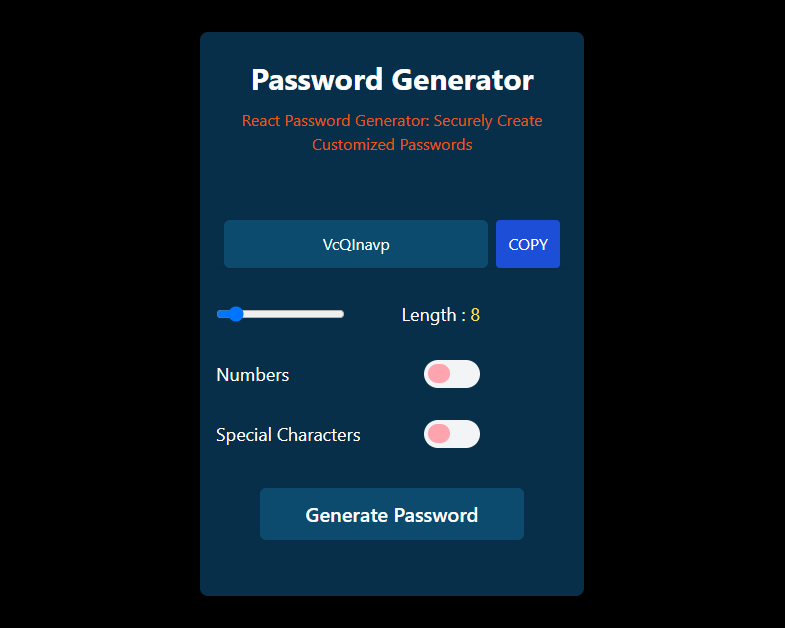 Password Generator
React Password Generator: Securely Create
Customized Passwords
VcQInavp
COPY
Length : 8
Numbers
Special Characters
Generate Password